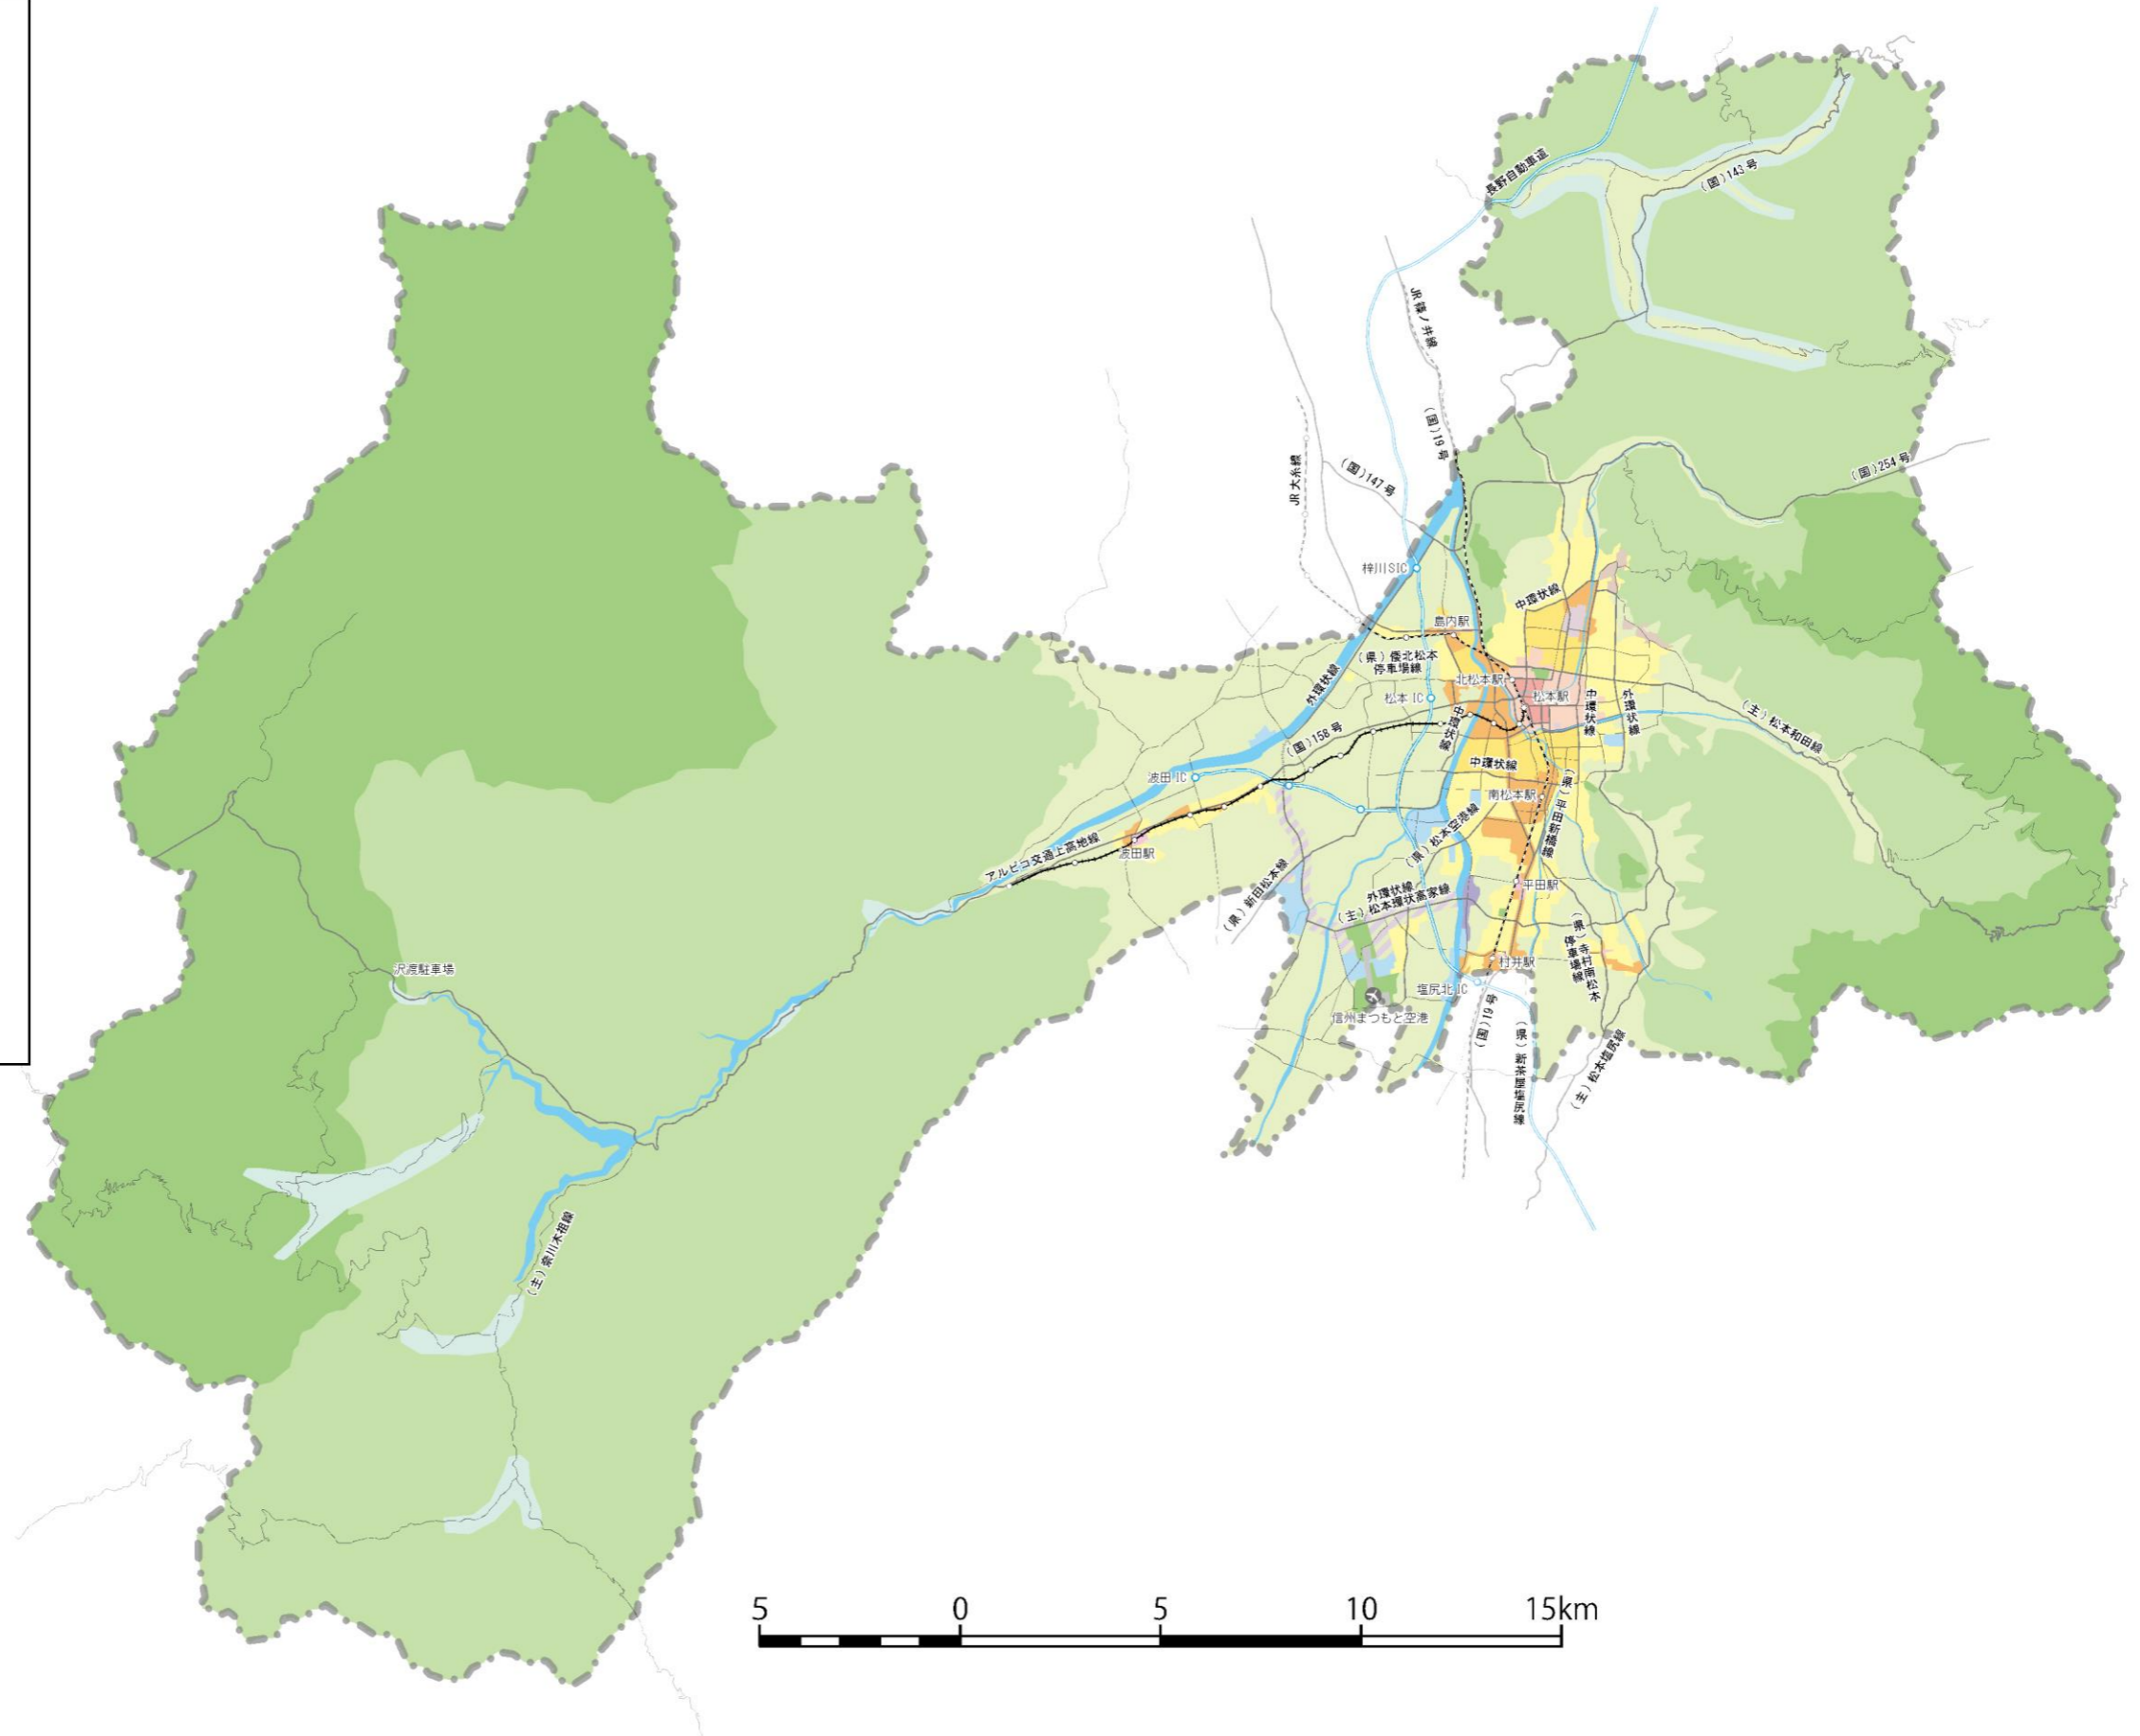 長野自動車道
(国)143号
JR篠ノ井線
(国)19号
(国)254号
(国)147号
JR大糸線
梓川SIC
中環状線
島内駅
(県)倭北松本
停車場線
北松本駅
松本IC
松本駅
中環状線
外環状線
外環状線
(主)松本和田線
(国)158号
中環状線
中環状線
波田IC
南松本駅
(県)平田新橋線
(県)松本空港線
アルピコ交通上高地線
波田駅
(県)新田松本線
外環状線
(主)松本環状高家線
平田駅
(県)寺村南松本
停車場線
村井駅
沢渡駐車場
塩尻北IC
信州まつもと空港
(国)19号
(県)新茶屋塩尻線
(主)松本塩尻線
(主)奈川木祖線
5 0 5 10 15km